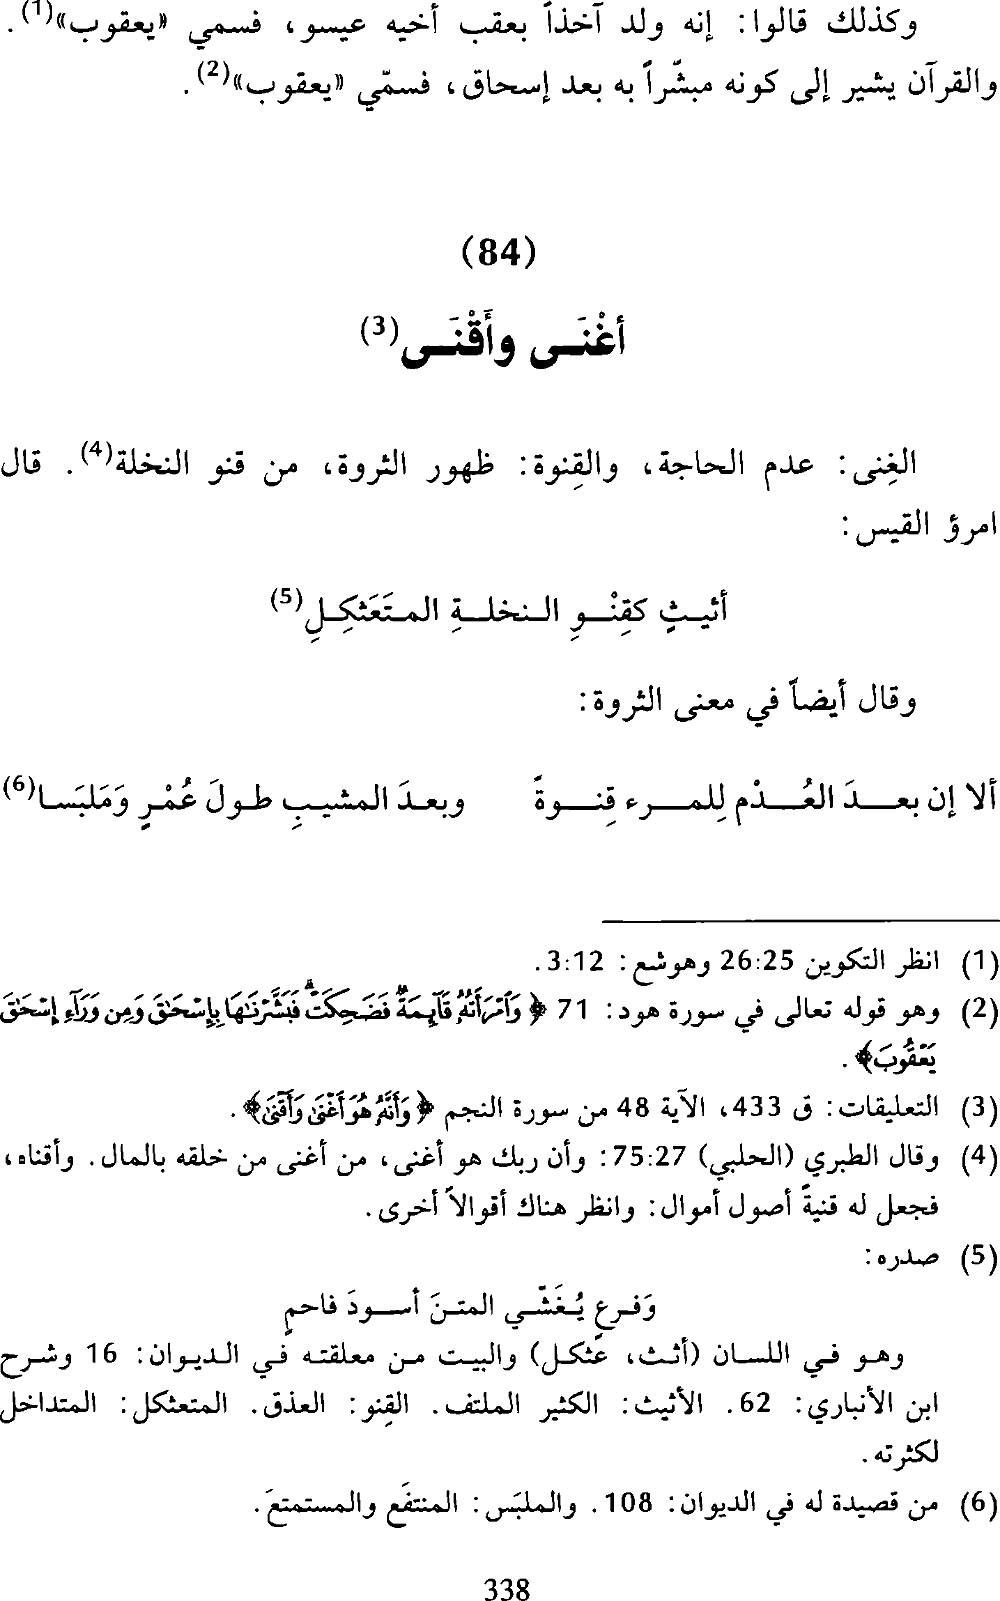 وكذلك قالوا: إنه ولد آخذاً بعقب أخيه عيسو، فسمي «يعقوب»(1).
والقرآن يشير إلى كونه مبشّراً به بعد إسحاق، فسمّي «يعقوب»(2).
(84)
أغْنَى وأَقْنَى(3)
الغِنى: عدم الحاجة، والقِنوة: ظهور الثروة، من قنو النخلة(4). قال
امرؤ القيس:
أثيثٍ كقِنْوِ النخلةِ المتَعَثكِلِ(5)
وقال أيضاً في معنى الثروة:
ألا إن بعدَ العُدْمِ لِلمرء قِنوةً وبعدَ المشيبِ طولَ عُمْرٍ وَمَلبَسا(6)
(1) انظر التكوين 26:25 وهوشع: 3:12.
(2) وهو قوله تعالى في سورة هود: 71 ﴿وَٱمْرَأَتُهُۥ قَآئِمَةٌ فَضَحِكَتْ فَبَشَّرْنَٰهَا بِإِسْحَٰقَ وَمِن وَرَآءِ إِسْحَٰقَ
يَعْقُوبَ﴾.
(3) التعليقات: ق 433، الآية 48 من سورة النجم ﴿وَأَنَّهُۥ هُوَ أَغْنَىٰ وَأَقْنَىٰ﴾.
(4) وقال الطبري (الحلبي) 75:27: وأن ربك هو أغنى، من أغنى من خلقه بالمال. وأقناه،
فجعل له قنيةً أصول أموال: وانظر هناك أقوالاً أخرى.
(5) صدره:
وَفرعٍ يُغَشّي المتنَ أسودَ فاحمٍ
وهو في اللسان (أثث، عثكل) والبيت من معلقته في الديوان: 16 وشرح
ابن الأنباري: 62. الأثيث: الكثير الملتف. القِنو: العذق. المتعثكل: المتداخل
لكثرته.
(6) من قصيدة له في الديوان: 108. والملبَس: المنتفَع والمستمتعَ.
338